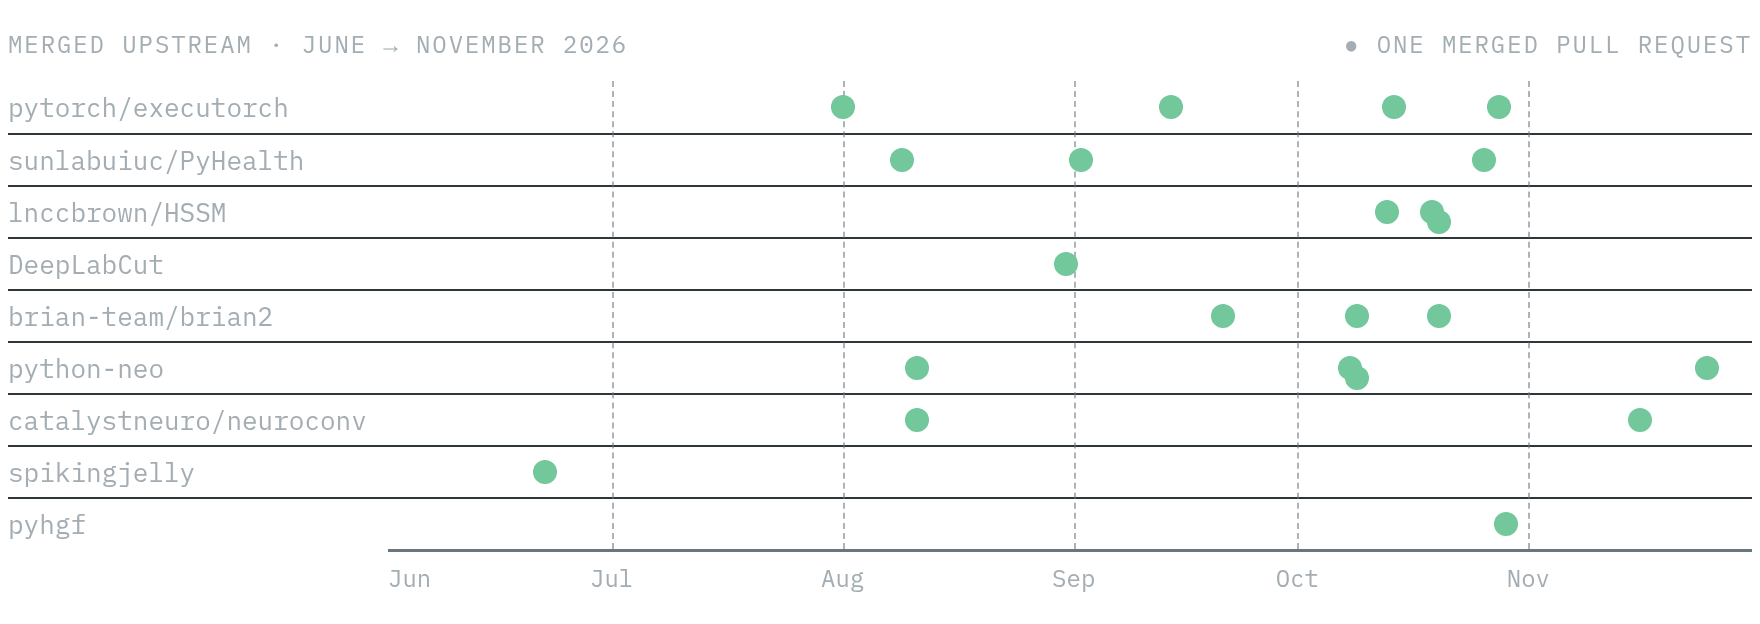 MERGED UPSTREAM · JUNE → NOVEMBER 2026
● ONE MERGED PULL REQUEST
pytorch/executorch
sunlabuiuc/PyHealth
lnccbrown/HSSM
DeepLabCut
brian-team/brian2
python-neo
catalystneuro/neuroconv
spikingjelly
pyhgf
Jun Jul Aug Sep Oct Nov